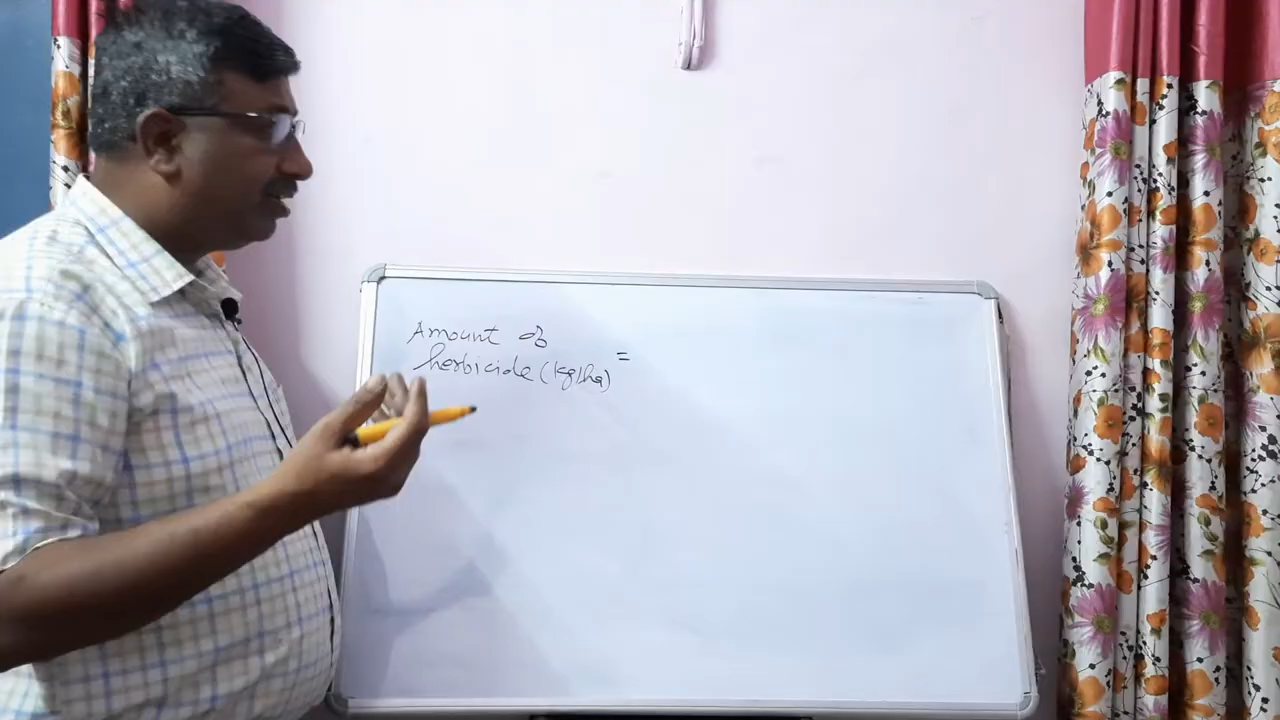 Amount of
herbicide (kg/ha) =